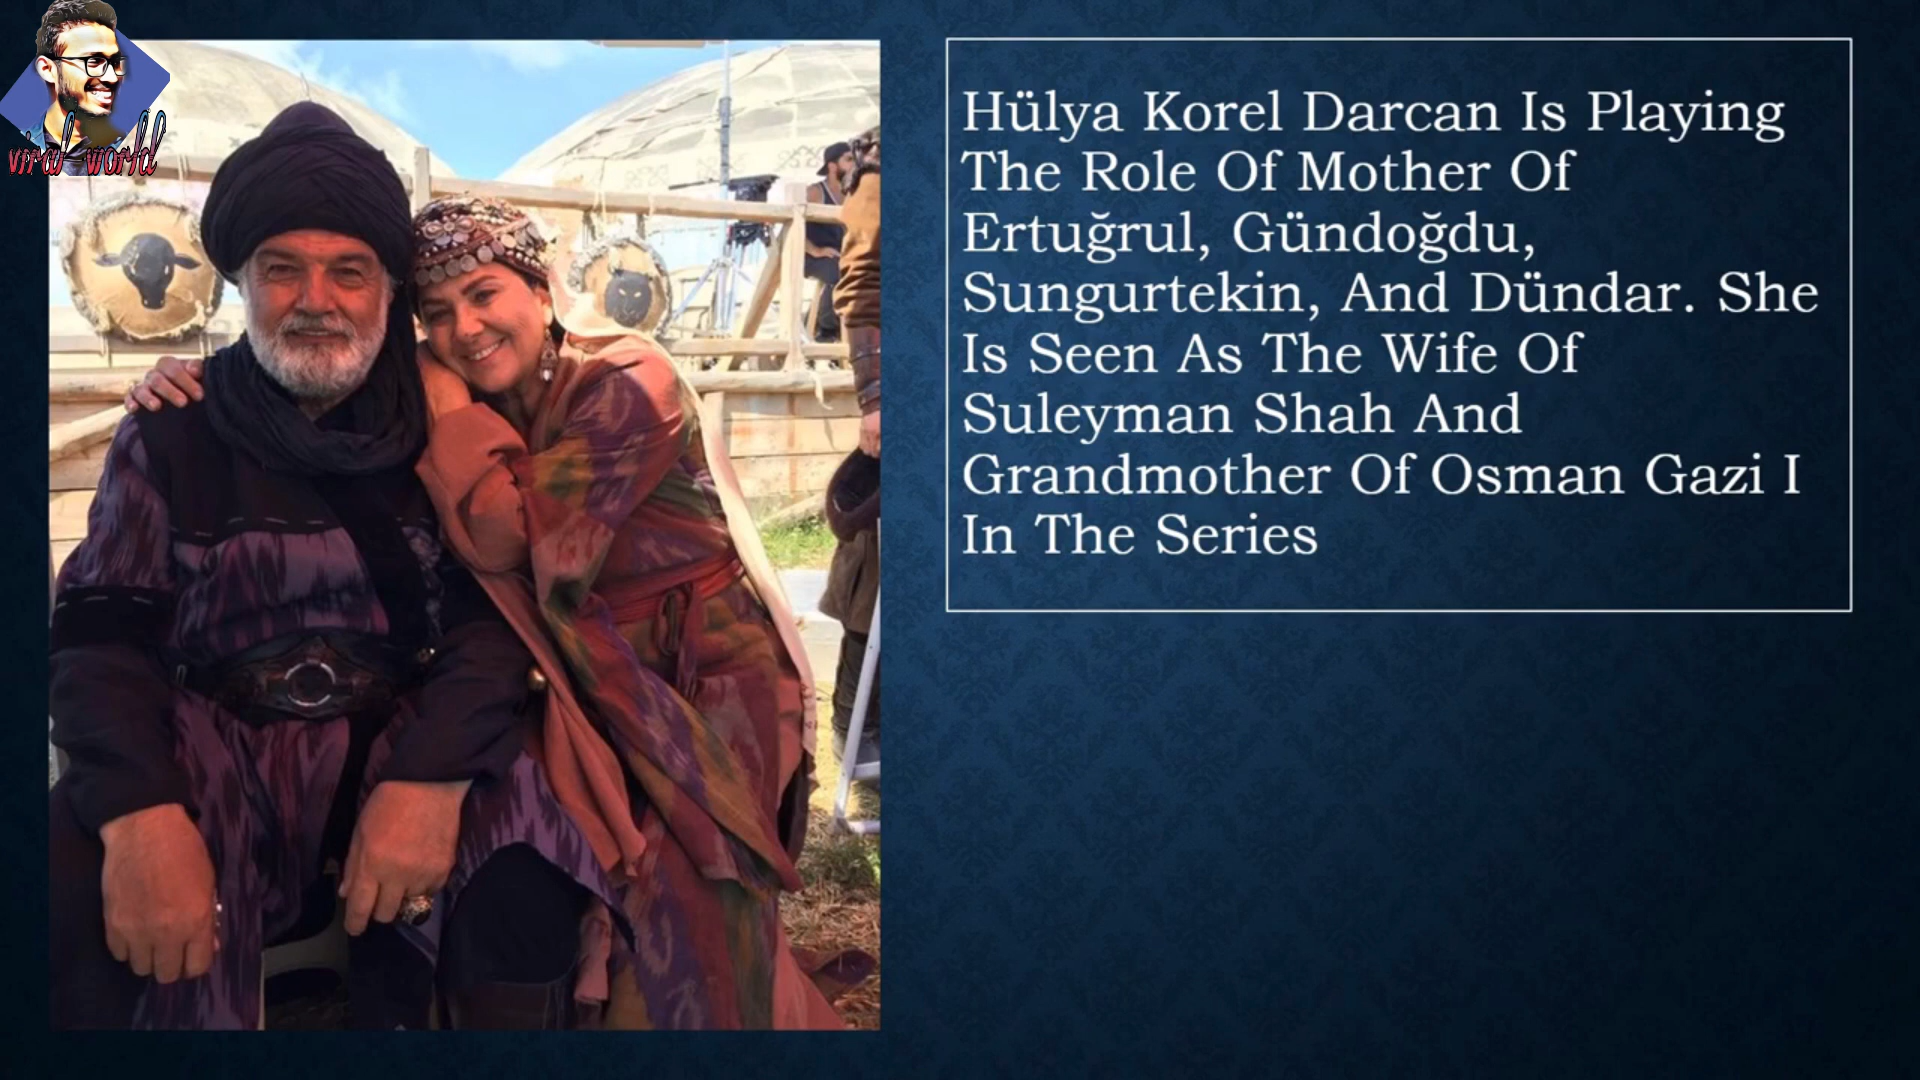 viral world
Hülya Korel Darcan Is Playing
The Role Of Mother Of
Ertuğrul, Gündoğdu,
Sungurtekin, And Dündar. She
Is Seen As The Wife Of
Suleyman Shah And
Grandmother Of Osman Gazi I
In The Series